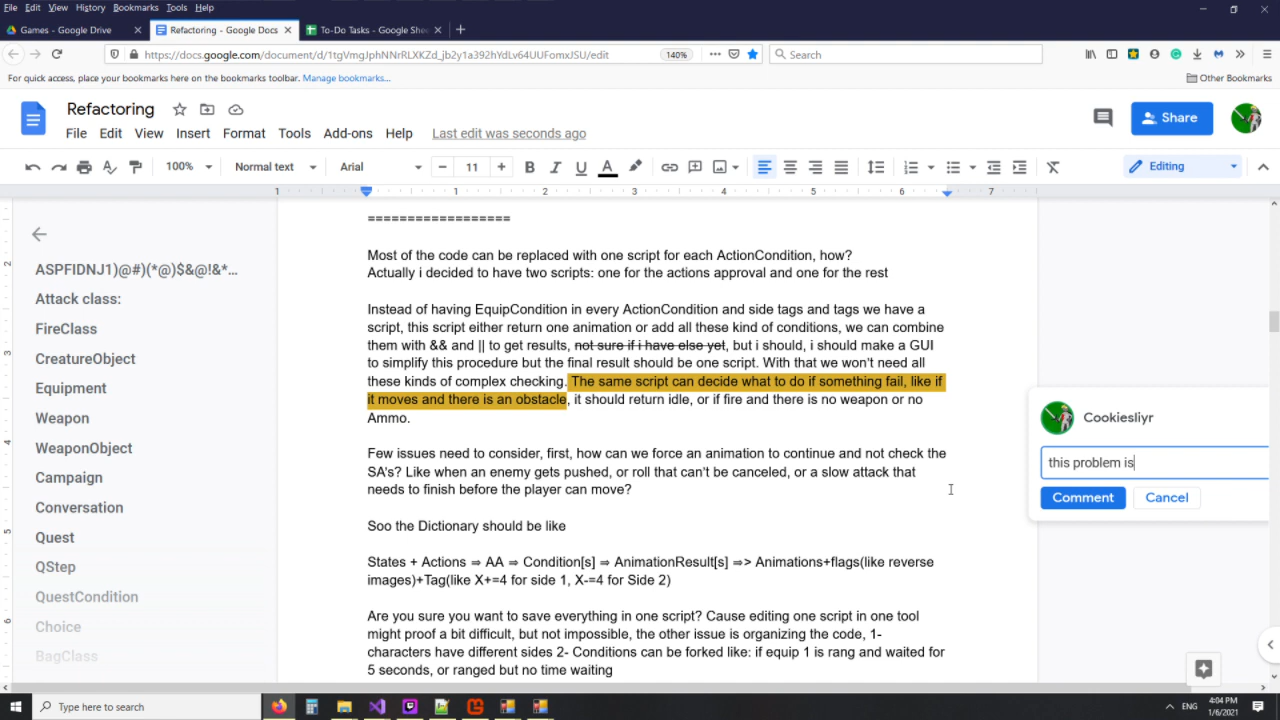 File Edit View History Bookmarks Tools Help
Games - Google Drive
Refactoring - Google Docs
To-Do Tasks - Google She
https://docs.google.com/document/d/1tgVmgJphNNrRLXKZd_jb2y1a392hYdLv64UUFomxJSU/edit
140%
Search
For quick access, place your bookmarks here on the bookmarks toolbar. Manage bookmarks...
Other Bookmarks
Refactoring
File Edit View Insert Format Tools Add-ons Help Last edit was seconds ago
Share
100% Normal text Arial 11
Editing
1 1 2 3 4 5 6 7
==================
ASPFIDNJ1)@#)(*@)$&@!&*...
Attack class:
FireClass
CreatureObject
Equipment
Weapon
WeaponObject
Campaign
Conversation
Quest
QStep
QuestCondition
Choice
BagClass
Most of the code can be replaced with one script for each ActionCondition, how?
Actually i decided to have two scripts: one for the actions approval and one for the rest
Instead of having EquipCondition in every ActionCondition and side tags and tags we have a
script, this script either return one animation or add all these kind of conditions, we can combine
them with && and || to get results, not sure if i have else yet, but i should, i should make a GUI
to simplify this procedure but the final result should be one script. With that we won't need all
these kinds of complex checking. The same script can decide what to do if something fail, like if
it moves and there is an obstacle, it should return idle, or if fire and there is no weapon or no
Ammo.
Few issues need to consider, first, how can we force an animation to continue and not check the
SA's? Like when an enemy gets pushed, or roll that can't be canceled, or a slow attack that
needs to finish before the player can move?
Soo the Dictionary should be like
States + Actions ⇒ AA ⇒ Condition[s] ⇒ AnimationResult[s] ⇒> Animations+flags(like reverse
images)+Tag(like X+=4 for side 1, X-=4 for Side 2)
Are you sure you want to save everything in one script? Cause editing one script in one tool
might proof a bit difficult, but not impossible, the other issue is organizing the code, 1-
characters have different sides 2- Conditions can be forked like: if equip 1 is rang and waited for
5 seconds, or ranged but no time waiting
Cookiesliyr
this problem is
Comment Cancel
Type here to search
ENG
4:04 PM
1/6/2021